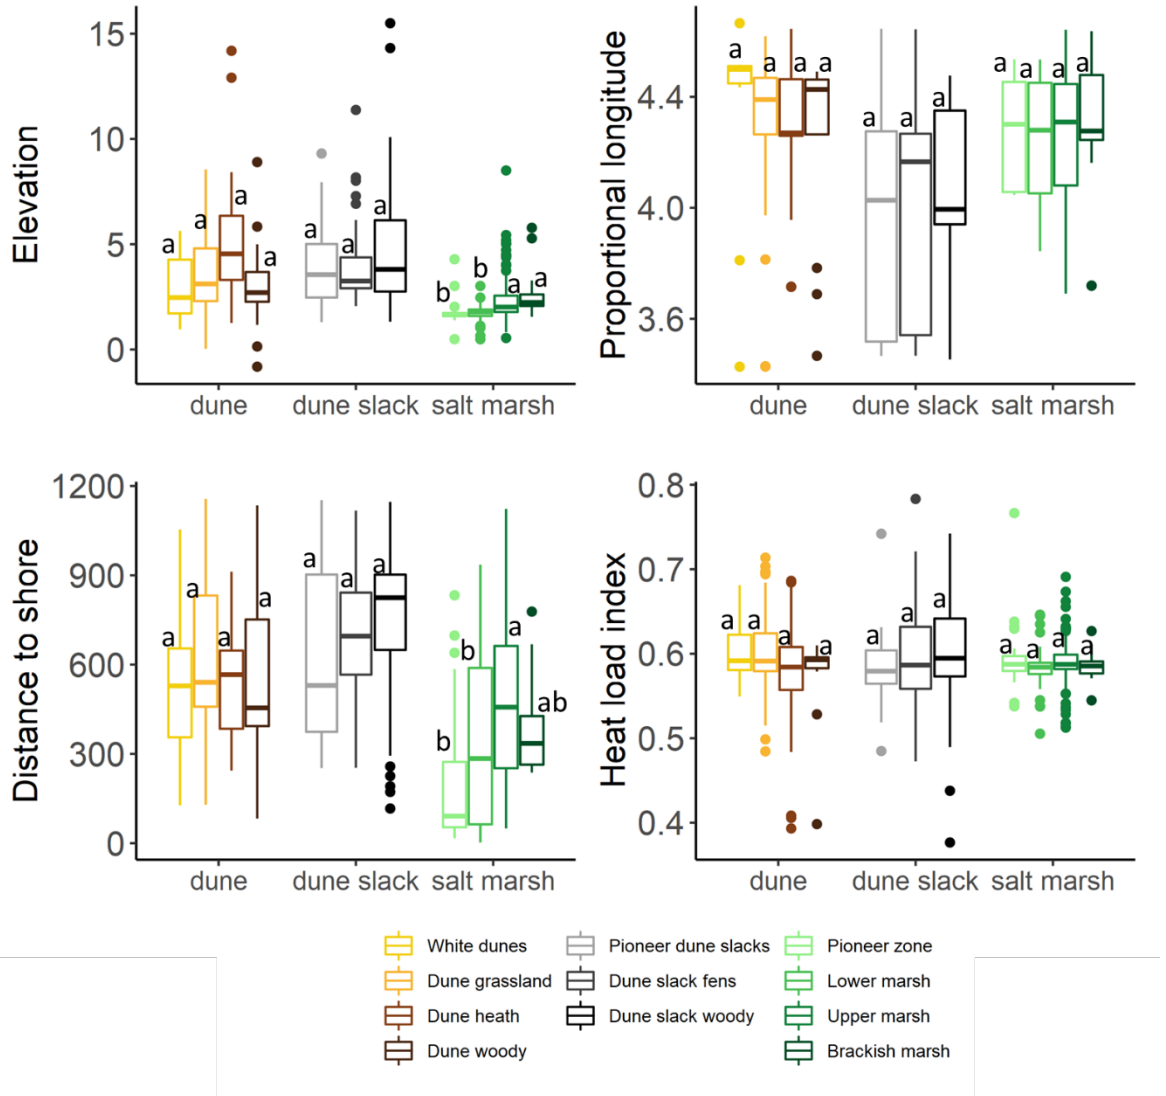 Elevation
15
10
5
0
a
a
a
a
a
a
a
b
b
a
a
dune
dune slack
salt marsh
Proportional longitude
4.4
4.0
3.6
a
a
a
a
a
a
a
a
a
a
a
dune
dune slack
salt marsh
Distance to shore
1200
900
600
300
0
a
a
a
a
a
a
a
b
b
a
ab
dune
dune slack
salt marsh
Heat load index
0.8
0.7
0.6
0.5
0.4
a
a
a
a
a
a
a
a
a
a
a
dune
dune slack
salt marsh
White dunes
Dune grassland
Dune heath
Dune woody
Pioneer dune slacks
Dune slack fens
Dune slack woody
Pioneer zone
Lower marsh
Upper marsh
Brackish marsh